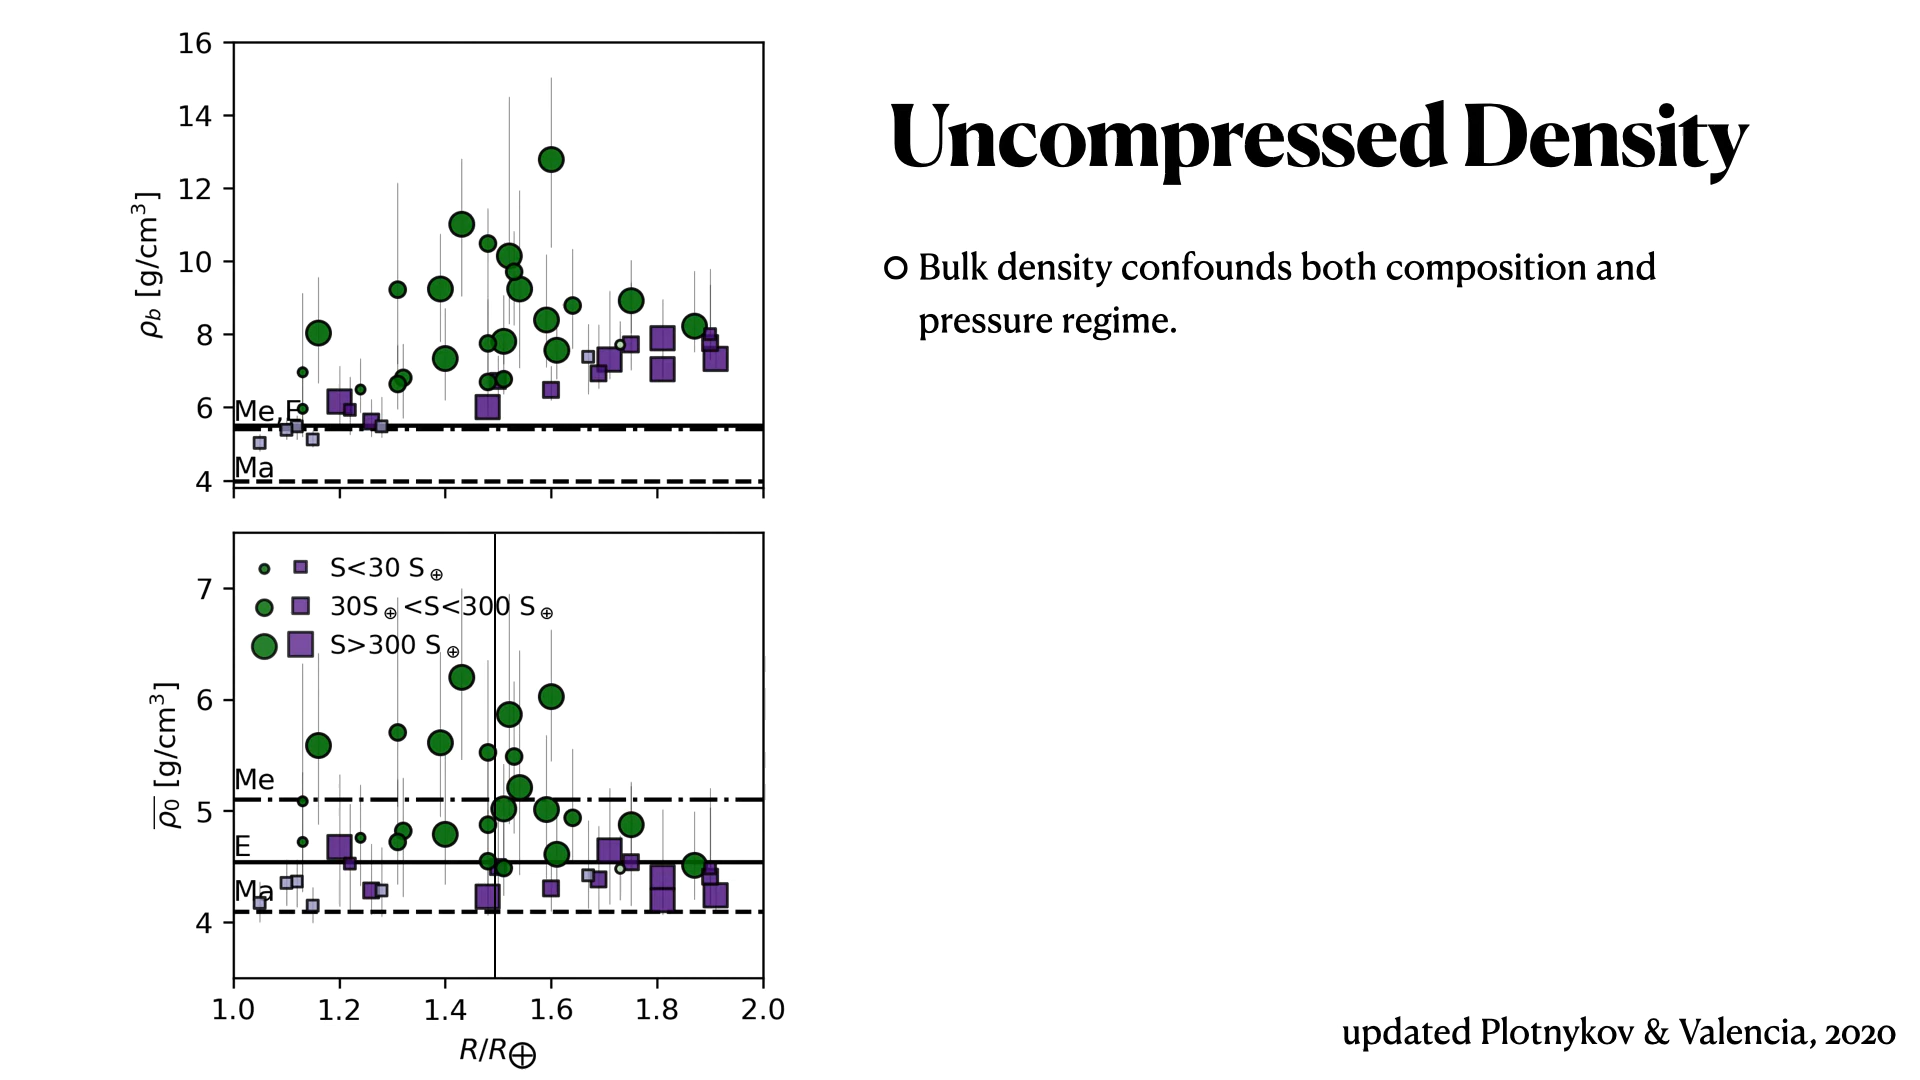 16
14
12
10
8
6
4
ρb [g/cm³]
Me,E
Ma
7
6
5
4
ρ0 [g/cm³]
S<30 S⊕
30S⊕<S<300 S⊕
S>300 S⊕
Me
E
Ma
1.0 1.2 1.4 1.6 1.8 2.0
R/R⊕
Uncompressed Density
Bulk density confounds both composition and
pressure regime.
updated Plotnykov & Valencia, 2020